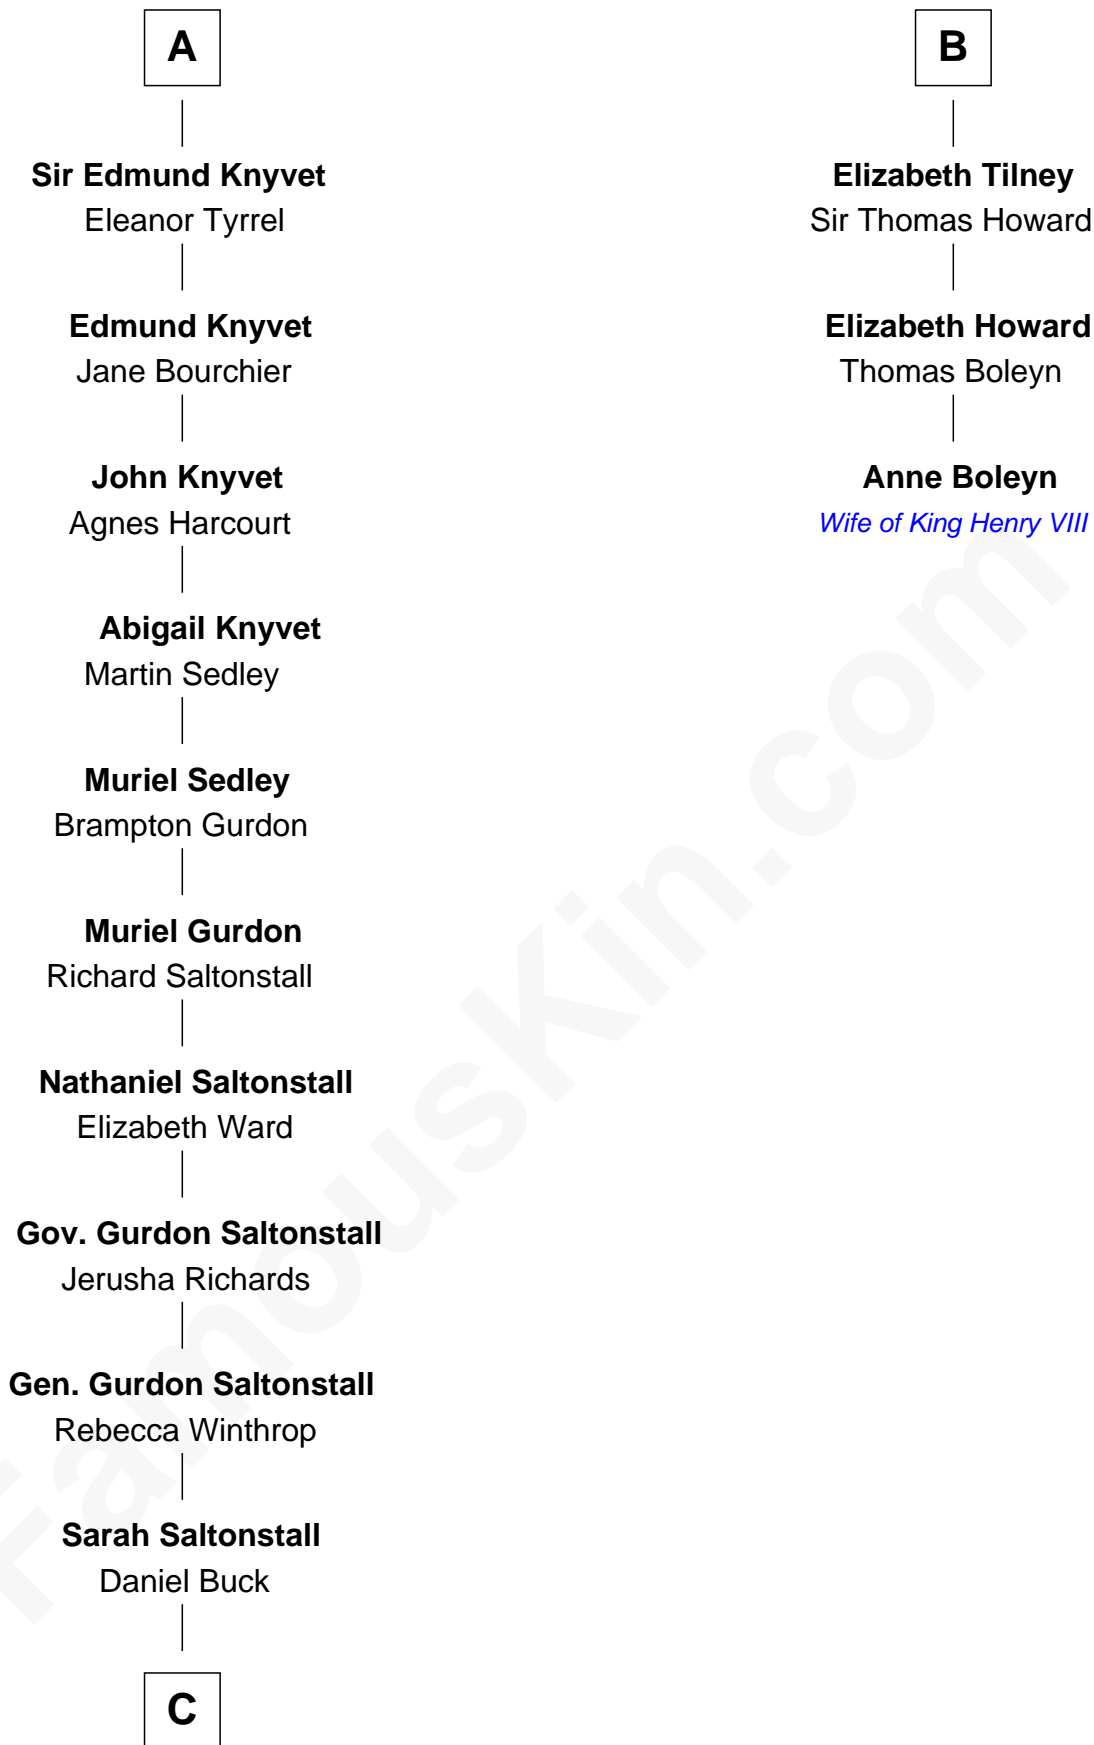 A
Sir Edmund Knyvet
Eleanor Tyrrel
Edmund Knyvet
Jane Bourchier
John Knyvet
Agnes Harcourt
Abigail Knyvet
Martin Sedley
Muriel Sedley
Brampton Gurdon
Muriel Gurdon
Richard Saltonstall
Nathaniel Saltonstall
Elizabeth Ward
Gov. Gurdon Saltonstall
Jerusha Richards
Gen. Gurdon Saltonstall
Rebecca Winthrop
Sarah Saltonstall
Daniel Buck
C
B
Elizabeth Tilney
Sir Thomas Howard
Elizabeth Howard
Thomas Boleyn
Anne Boleyn
Wife of King Henry VIII
FamousKin.com